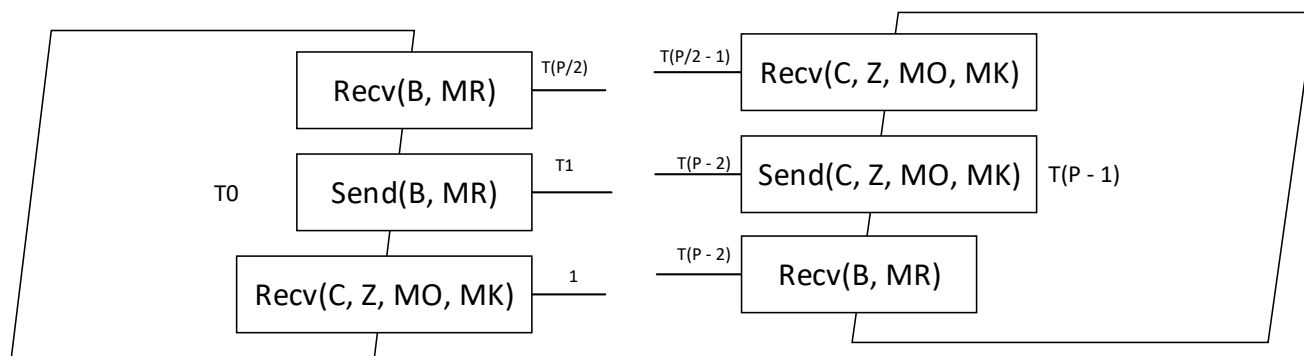 Recv(B, MR)
T(P/2)
T0
Send(B, MR)
T1
Recv(C, Z, MO, MK)
1
T(P/2 - 1)
Recv(C, Z, MO, MK)
T(P - 2)
Send(C, Z, MO, MK)
T(P - 1)
T(P - 2)
Recv(B, MR)